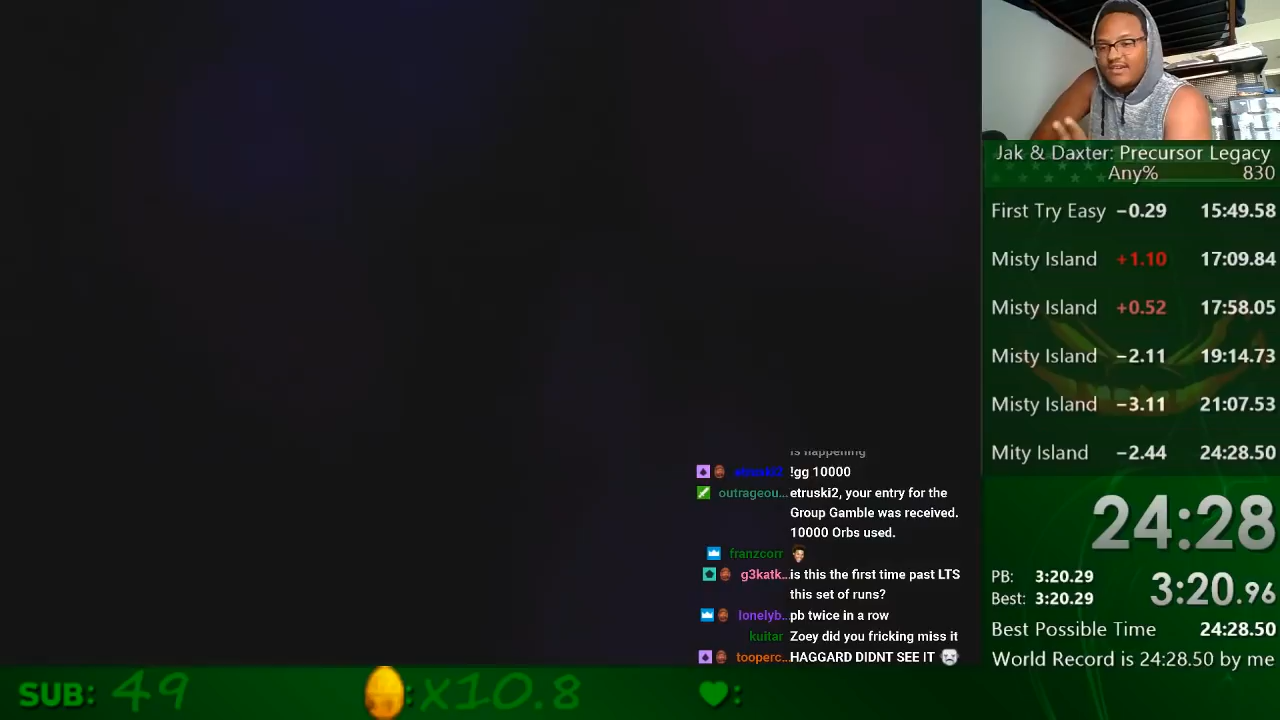 Jak & Daxter: Precursor Legacy
Any% 830
First Try Easy −0.29 15:49.58
Misty Island +1.10 17:09.84
Misty Island +0.52 17:58.05
Misty Island −2.11 19:14.73
Misty Island −3.11 21:07.53
Mity Island −2.44 24:28.50
24:28
PB: 3:20.29
Best: 3:20.29
3:20.96
Best Possible Time 24:28.50
World Record is 24:28.50 by me
is happening
etruski2 !gg 10000
outrageou... etruski2, your entry for the
Group Gamble was received.
10000 Orbs used.
franzcorr
g3katk... is this the first time past LTS
this set of runs?
lonelyb... pb twice in a row
kuitar Zoey did you fricking miss it
tooperc... HAGGARD DIDNT SEE IT
SUB: 49 : x10.8 :